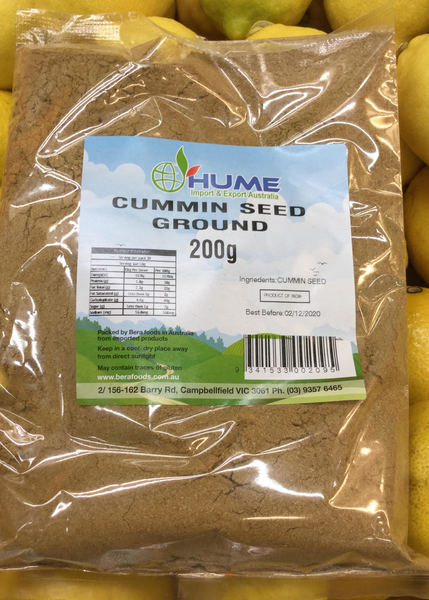 HUME
Import & Export Australia
CUMMIN SEED
GROUND
200g
Ingredients:CUMMIN SEED
PRODUCT OF INDIA
Best Before:02/12/2020
Packed by Bera foods in Australia
from imported products
Keep in a cool, dry place away
from direct sunlight
May contain traces of gluten
www.berafoods.com.au
9 341533 002095
2/ 156-162 Barry Rd, Campbellfield VIC 3061 Ph. (03) 9357 6465